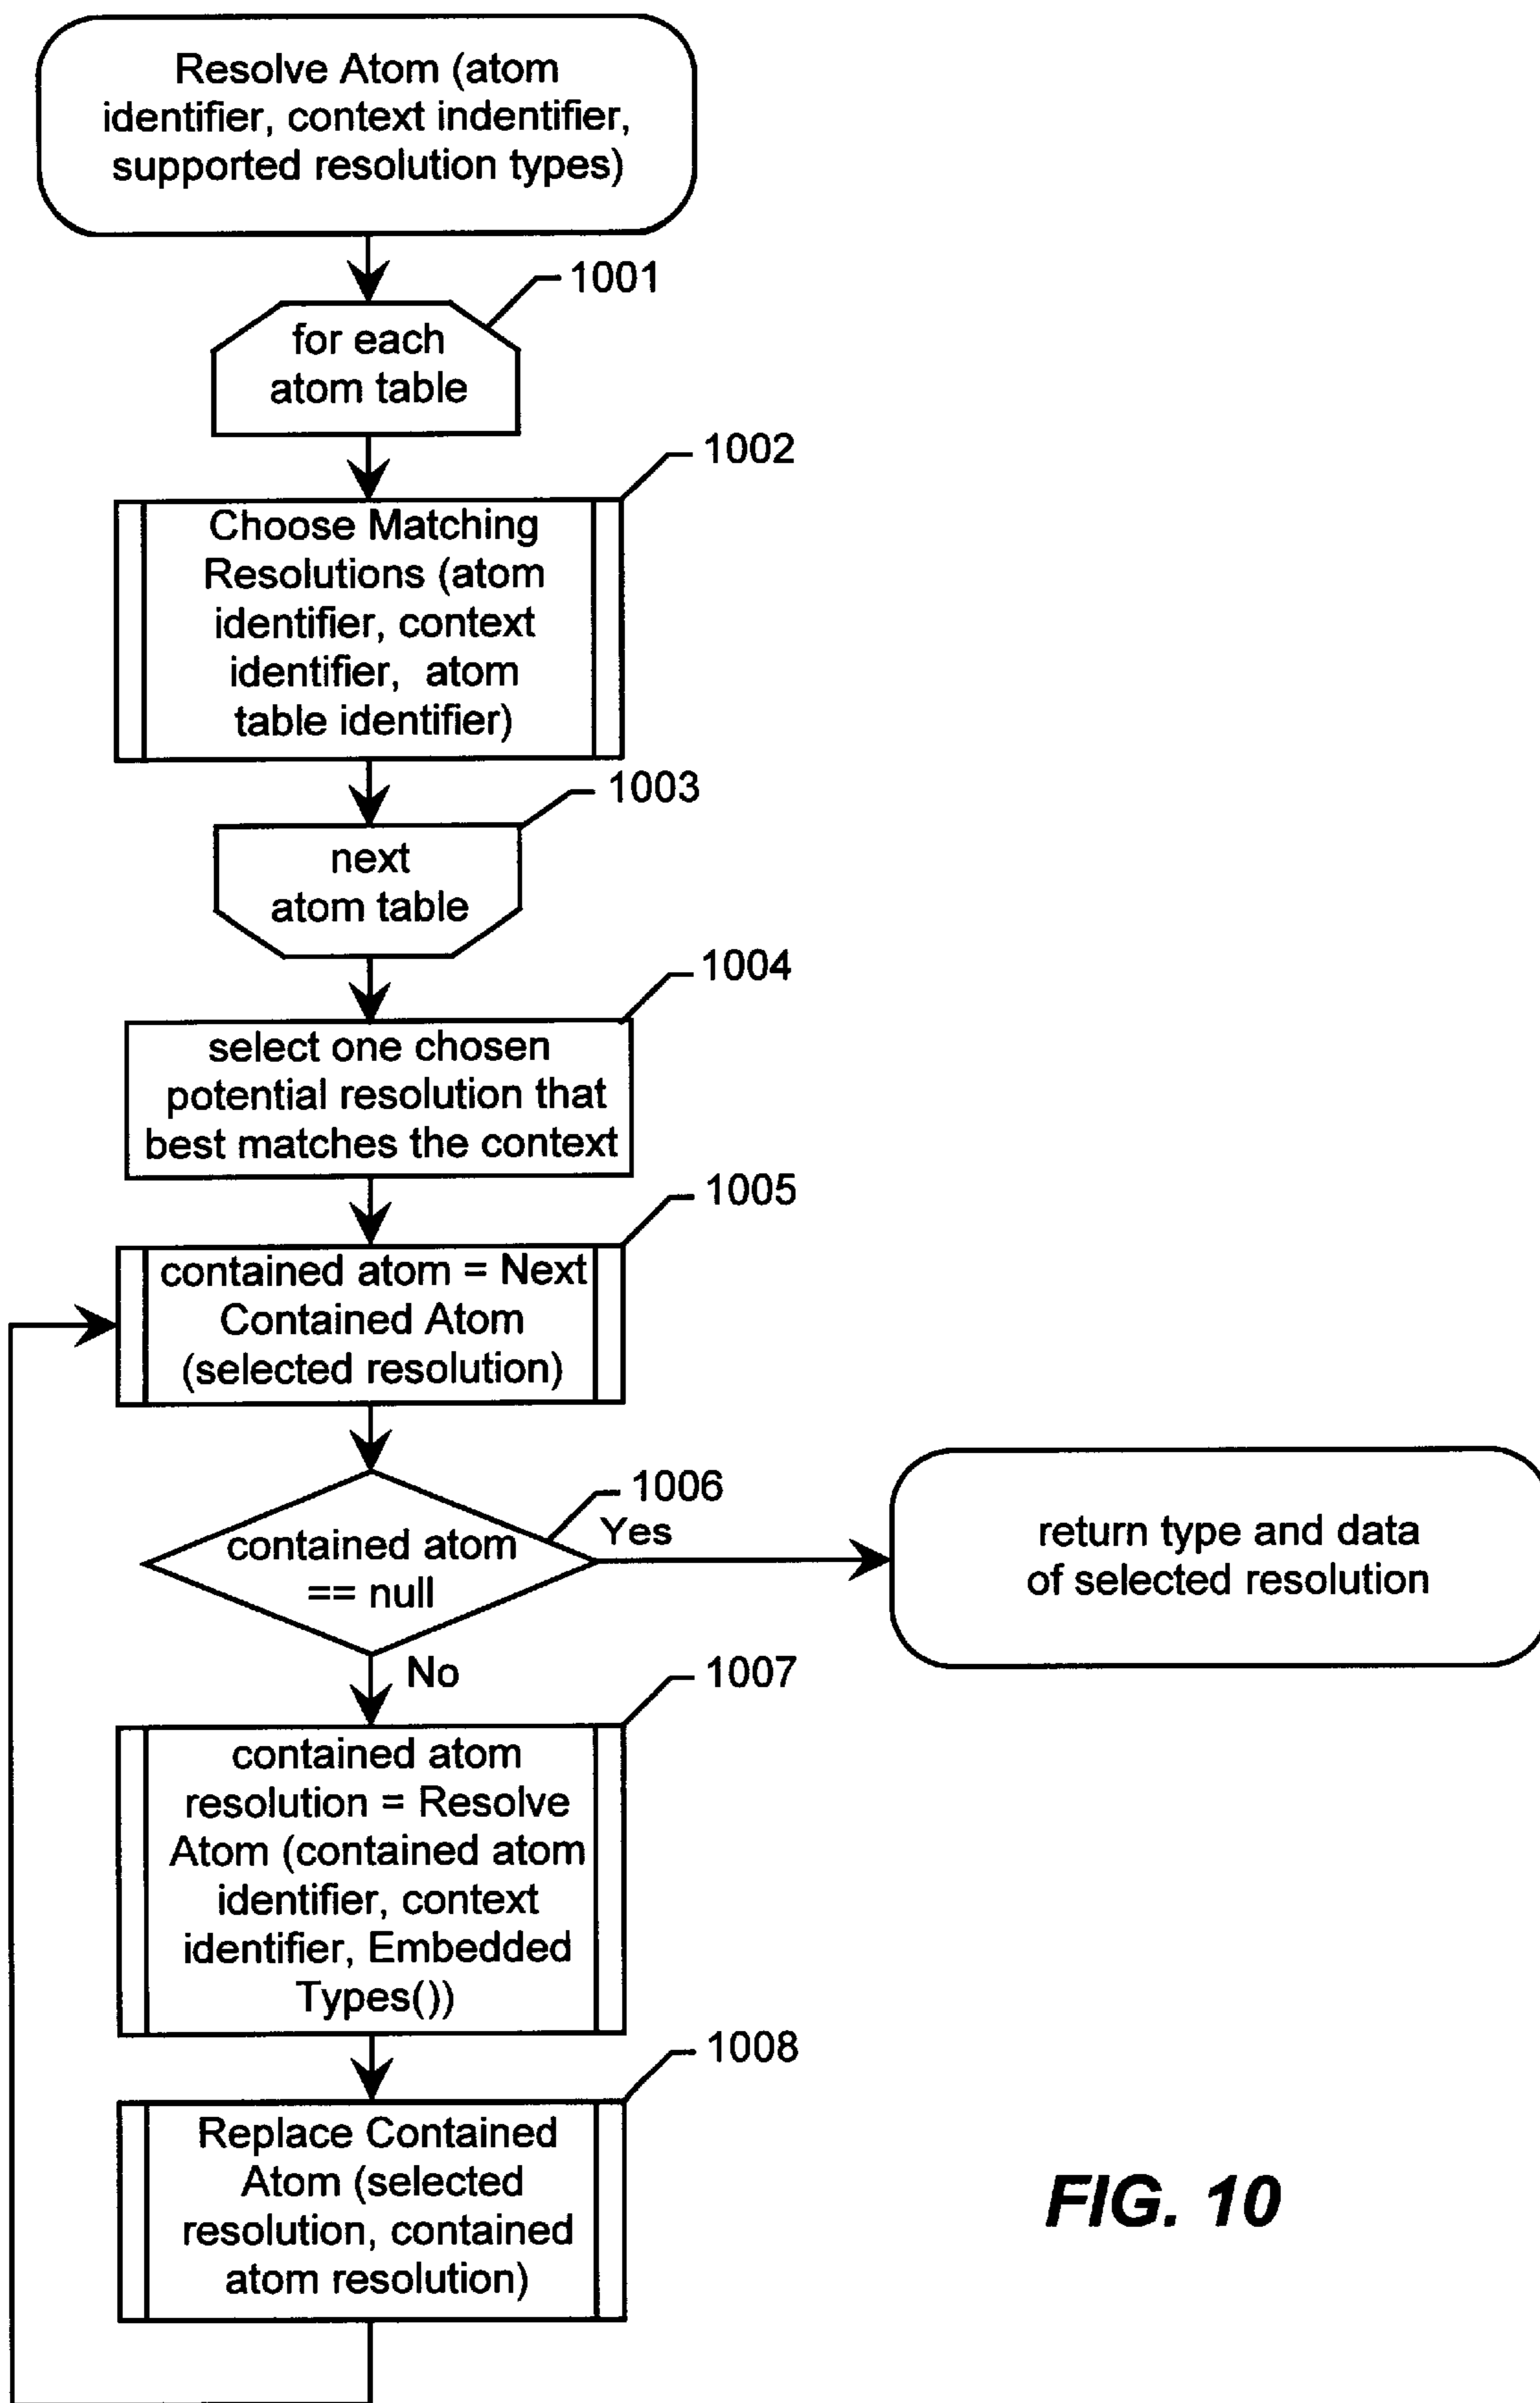 Resolve Atom (atom
identifier, context indentifier,
supported resolution types)
1001
for each
atom table
1002
Choose Matching
Resolutions (atom
identifier, context
identifier, atom
table identifier)
1003
next
atom table
1004
select one chosen
potential resolution that
best matches the context
1005
contained atom = Next
Contained Atom
(selected resolution)
1006
contained atom
== null
Yes
return type and data
of selected resolution
No
1007
contained atom
resolution = Resolve
Atom (contained atom
identifier, context
identifier, Embedded
Types())
1008
Replace Contained
Atom (selected
resolution, contained
atom resolution)
FIG. 10